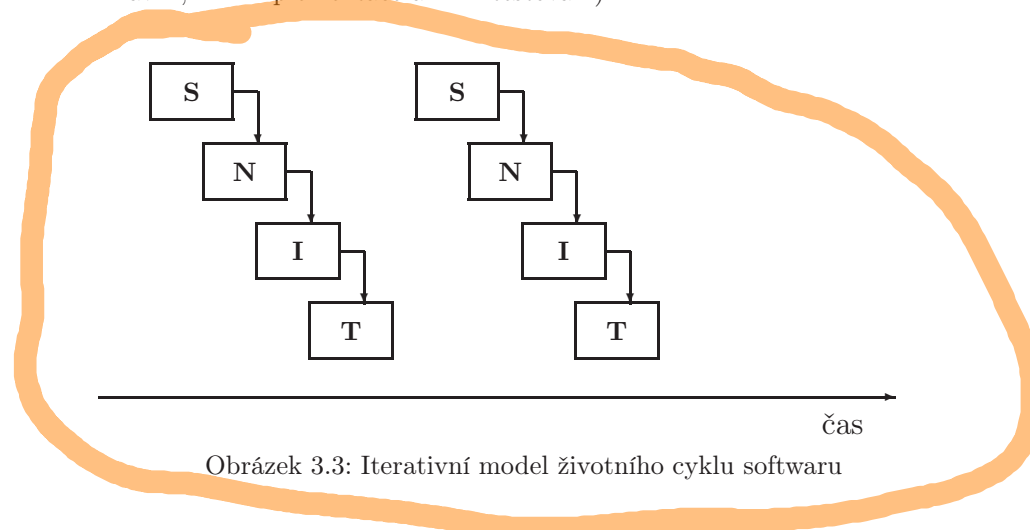 S S
N N
I I
T T
čas
Obrázek 3.3: Iterativní model životního cyklu softwaru